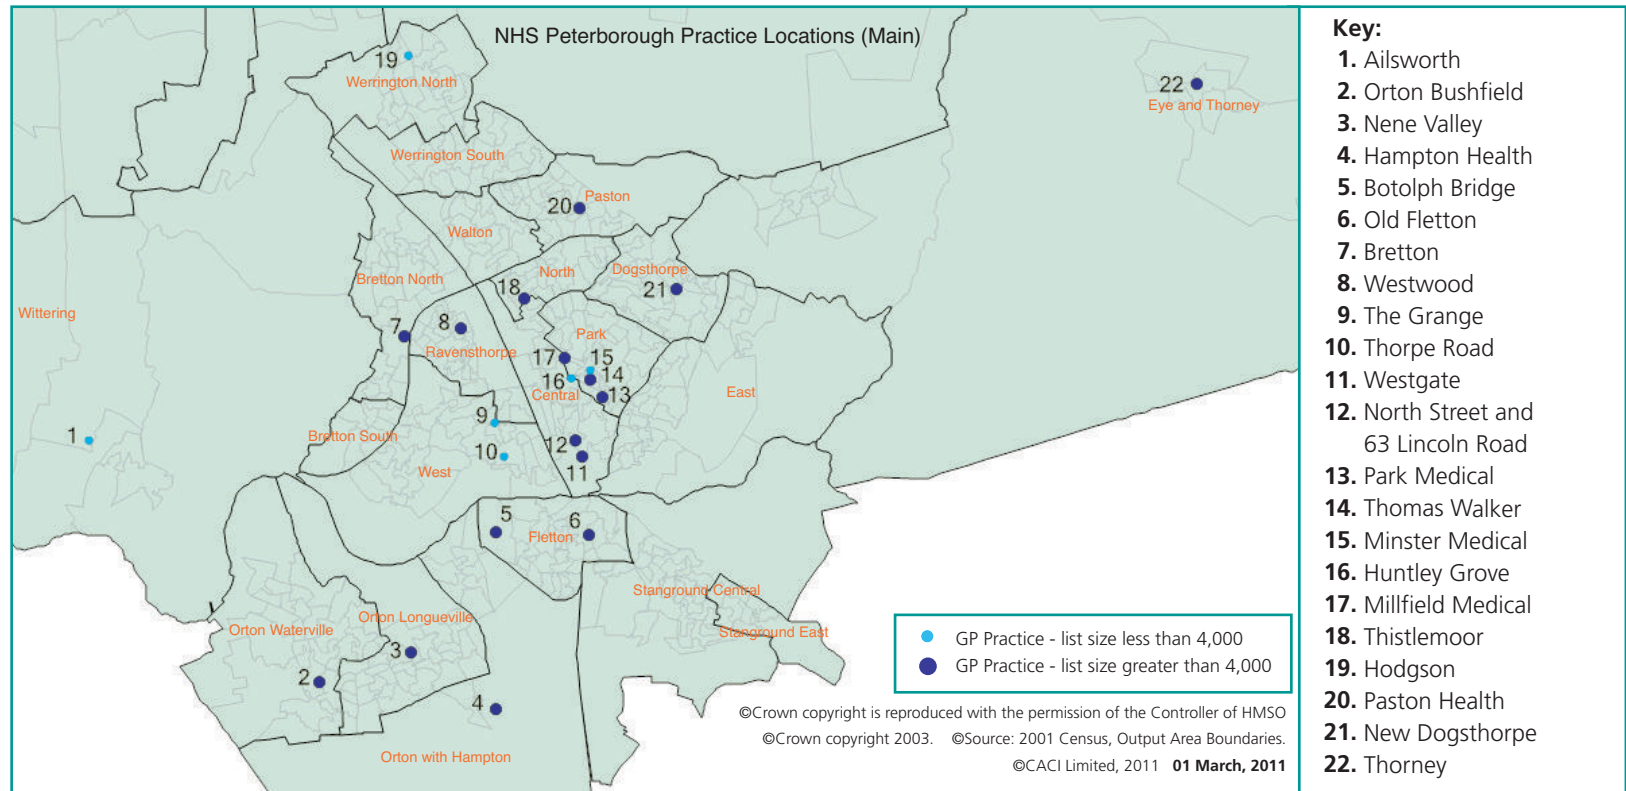 NHS Peterborough Practice Locations (Main)
19
Werrington North
22
Eye and Thorney
Werrington South
20
Paston
Walton
Bretton North
North
Dogsthorpe
18
21
Wittering
7
8
Ravensthorpe
Park
17
15
16
14
Central
13
East
9
1
Bretton South
12
10
11
West
5
6
Fletton
Stanground Central
Orton Longueville
Orton Waterville
Stanground East
3
2
4
Orton with Hampton
GP Practice - list size less than 4,000
GP Practice - list size greater than 4,000
©Crown copyright is reproduced with the permission of the Controller of HMSO
©Crown copyright 2003. ©Source: 2001 Census, Output Area Boundaries.
©CACI Limited, 2011 01 March, 2011
Key:
1. Ailsworth
2. Orton Bushfield
3. Nene Valley
4. Hampton Health
5. Botolph Bridge
6. Old Fletton
7. Bretton
8. Westwood
9. The Grange
10. Thorpe Road
11. Westgate
12. North Street and
63 Lincoln Road
13. Park Medical
14. Thomas Walker
15. Minster Medical
16. Huntley Grove
17. Millfield Medical
18. Thistlemoor
19. Hodgson
20. Paston Health
21. New Dogsthorpe
22. Thorney